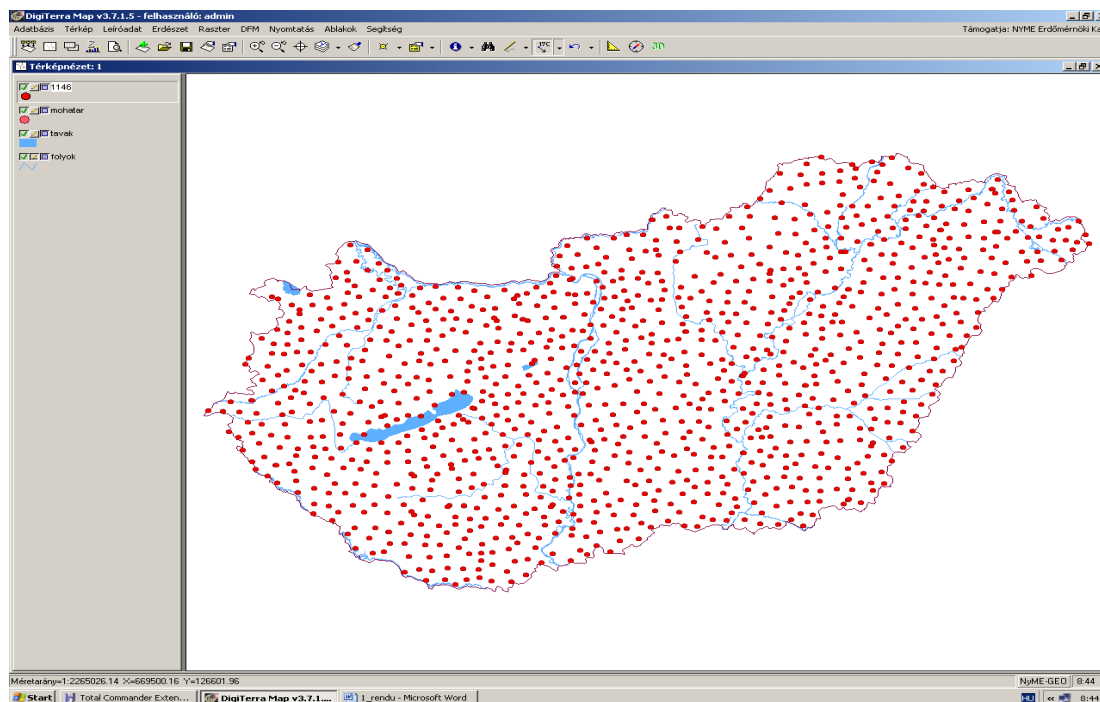 DigiTerra Map v3.7.1.5 - felhasználó: admin
Adatbázis Térkép Leíróadat Erdészet Raszter DFM Nyomtatás Ablakok Segítség
Támogatja: NYME Erdőmérnöki Ka
3D
Térképnézet: 1
1146
mohatar
tavak
folyok
Méretarány=1:2265026.14 X=669500.16 Y=126601.96
NyME-GEO 8:44
Start Total Commander Exten... DigiTerra Map v3.7.1.... 1_rendu - Microsoft Word
HU « 8:44